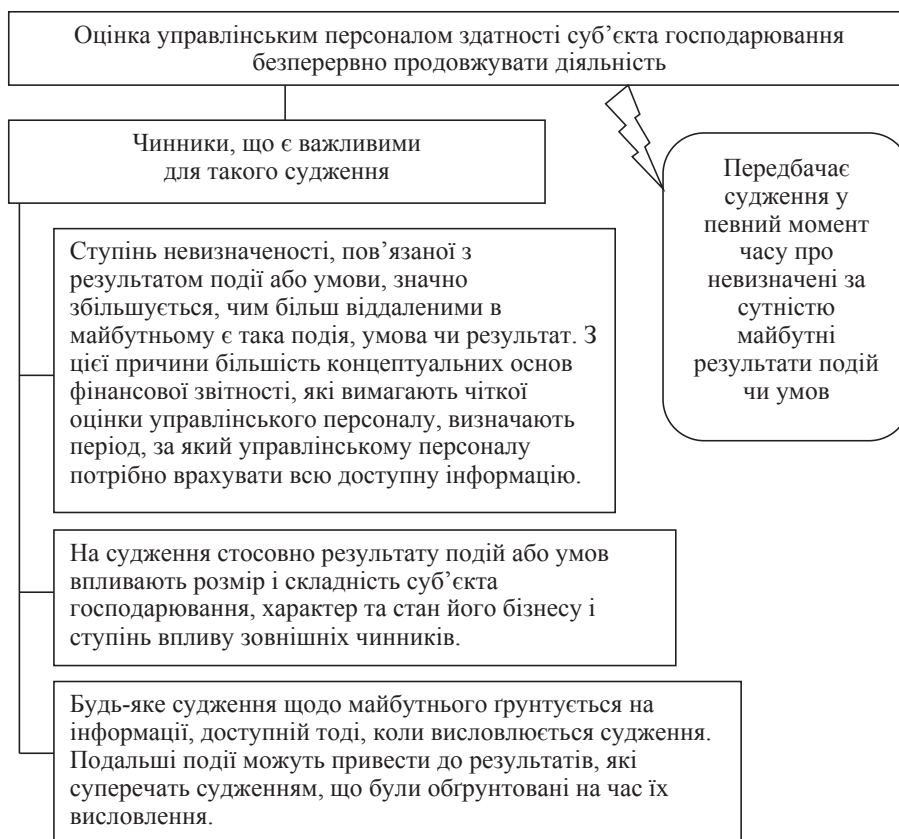 Оцінка управлінським персоналом здатності суб’єкта господарювання
безперервно продовжувати діяльність
Чинники, що є важливими
для такого судження
Передбачає
судження у
певний момент
часу про
невизначені за
сутністю
майбутні
результати подій
чи умов
Ступінь невизначеності, пов’язаної з
результатом події або умови, значно
збільшується, чим більш віддаленими в
майбутньому є така подія, умова чи результат. З
цієї причини більшість концептуальних основ
фінансової звітності, які вимагають чіткої
оцінки управлінського персоналу, визначають
період, за який управлінському персоналу
потрібно врахувати всю доступну інформацію.
На судження стосовно результату подій або умов
впливають розмір і складність суб’єкта
господарювання, характер та стан його бізнесу і
ступінь впливу зовнішніх чинників.
Будь-яке судження щодо майбутнього ґрунтується на
інформації, доступній тоді, коли висловлюється судження.
Подальші події можуть привести до результатів, які
суперечать судженням, що були обґрунтовані на час їх
висловлення.